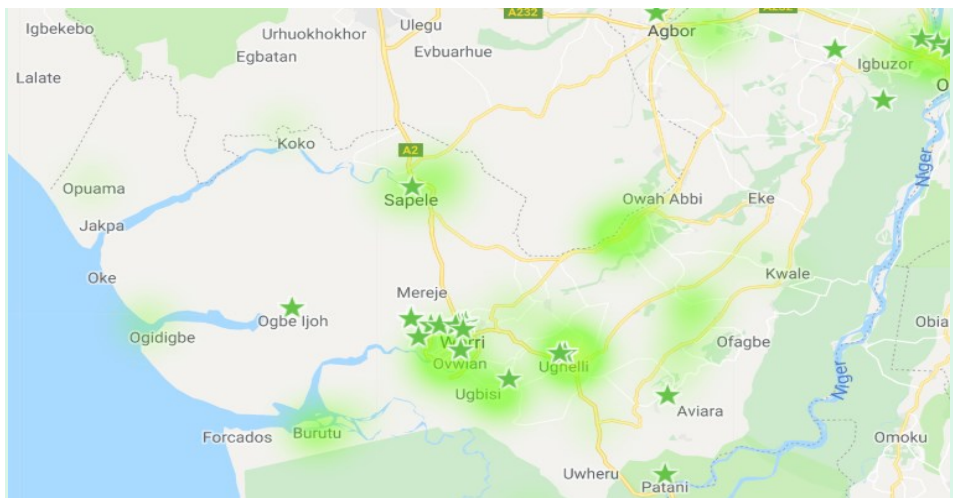 A232
A232
Ulegu
Igbekebo
Urhuokhokhor
Agbor
Evbuarhue
Egbatan
Igbuzor
Lalate
O
Koko
A2
Niger
Opuama
Sapele
Owah Abbi
Eke
Jakpa
Oke
Kwale
Mereje
Ogbe Ijoh
Obia
Ogidigbe
Warri
Ofagbe
Ovwian
Ughelli
Ugbisi
Niger
Aviara
Burutu
Forcados
Omoku
Uwheru
Patani